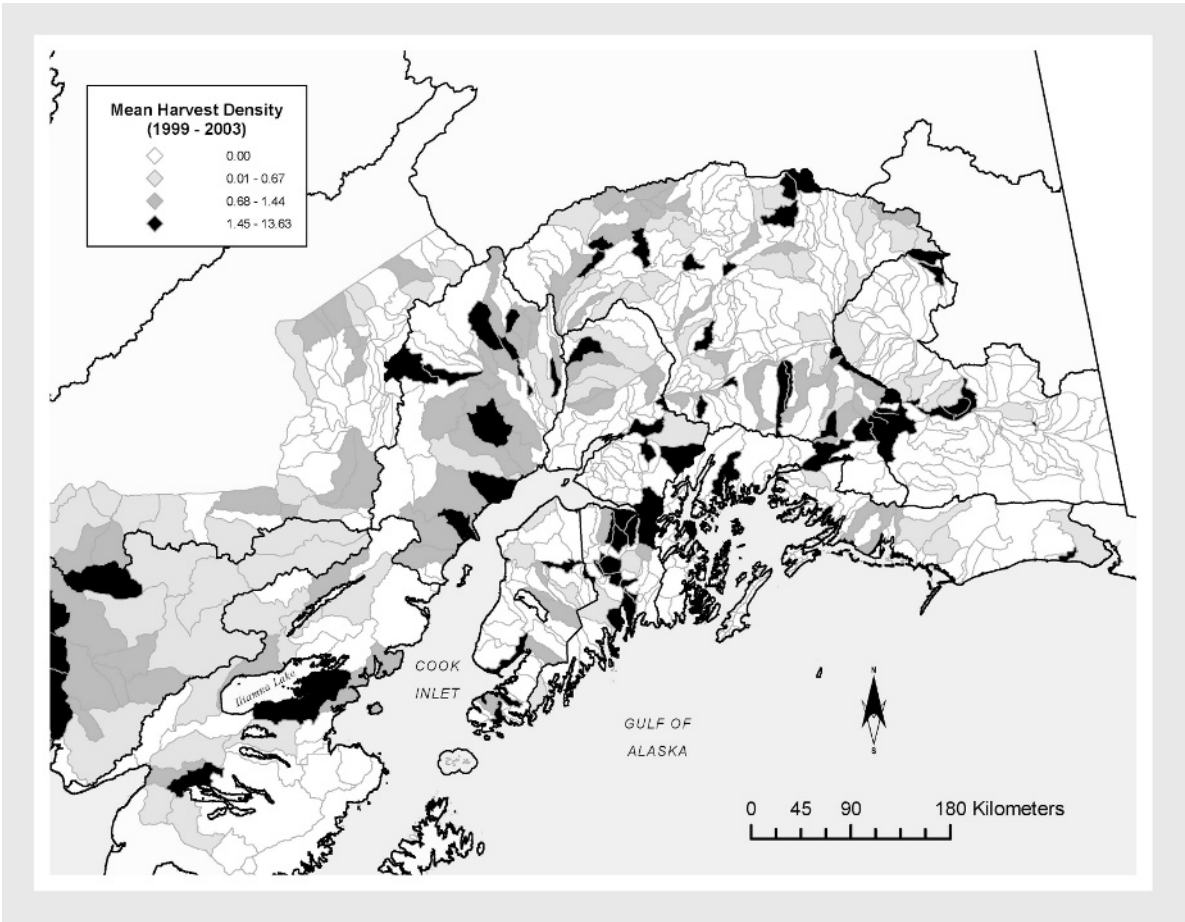 Mean Harvest Density
(1999 - 2003)
0.00
0.01 - 0.67
0.68 - 1.44
1.45 - 13.63
Iliamna Lake
COOK
INLET
GULF OF
ALASKA
N
S
0 45 90 180 Kilometers